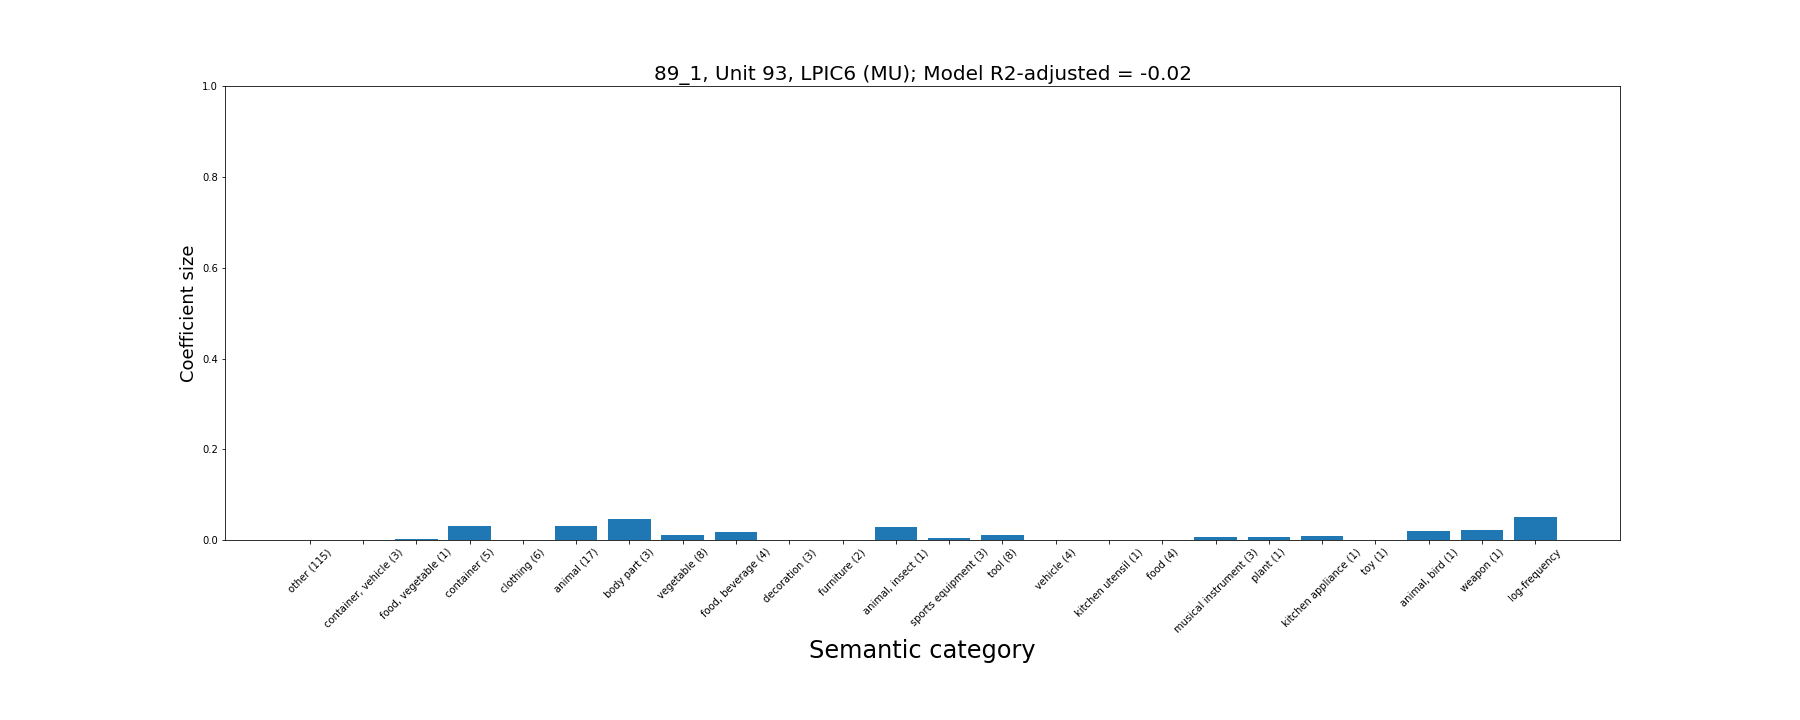 89_1, Unit 93, LPIC6 (MU); Model R2-adjusted = -0.02
1.0
0.8
0.6
0.4
0.2
0.0
Coefficient size
other (115)
container, vehicle (3)
food, vegetable (1)
container (5)
clothing (6)
animal (17)
body part (3)
vegetable (8)
food, beverage (4)
decoration (3)
furniture (2)
animal, insect (1)
sports equipment (3)
tool (8)
vehicle (4)
kitchen utensil (1)
food (4)
musical instrument (3)
plant (1)
kitchen appliance (1)
toy (1)
animal, bird (1)
weapon (1)
log-frequency
Semantic category